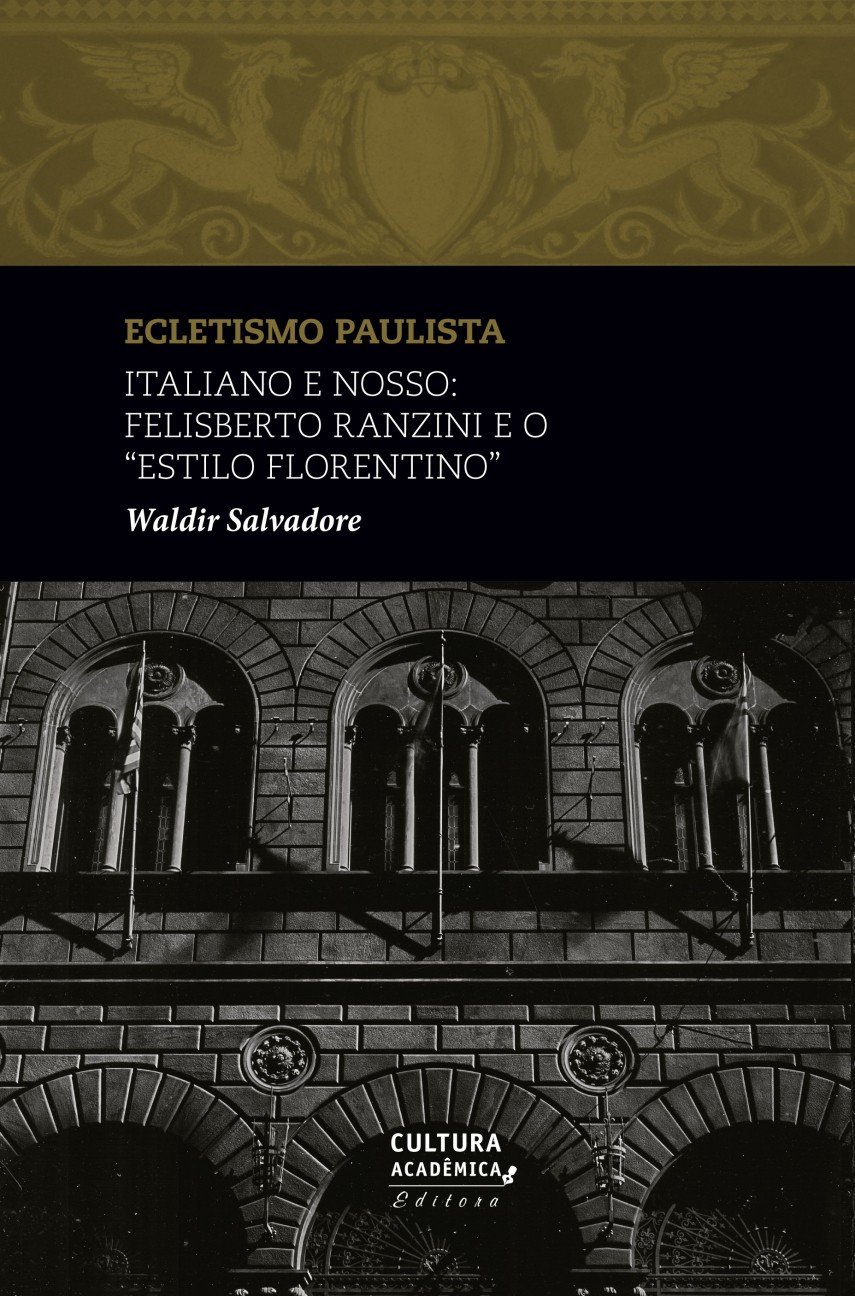 ECLETISMO PAULISTA
ITALIANO E NOSSO:
FELISBERTO RANZINI E O
“ESTILO FLORENTINO”
Waldir Salvadore
CULTURA
ACADÊMICA
Editora